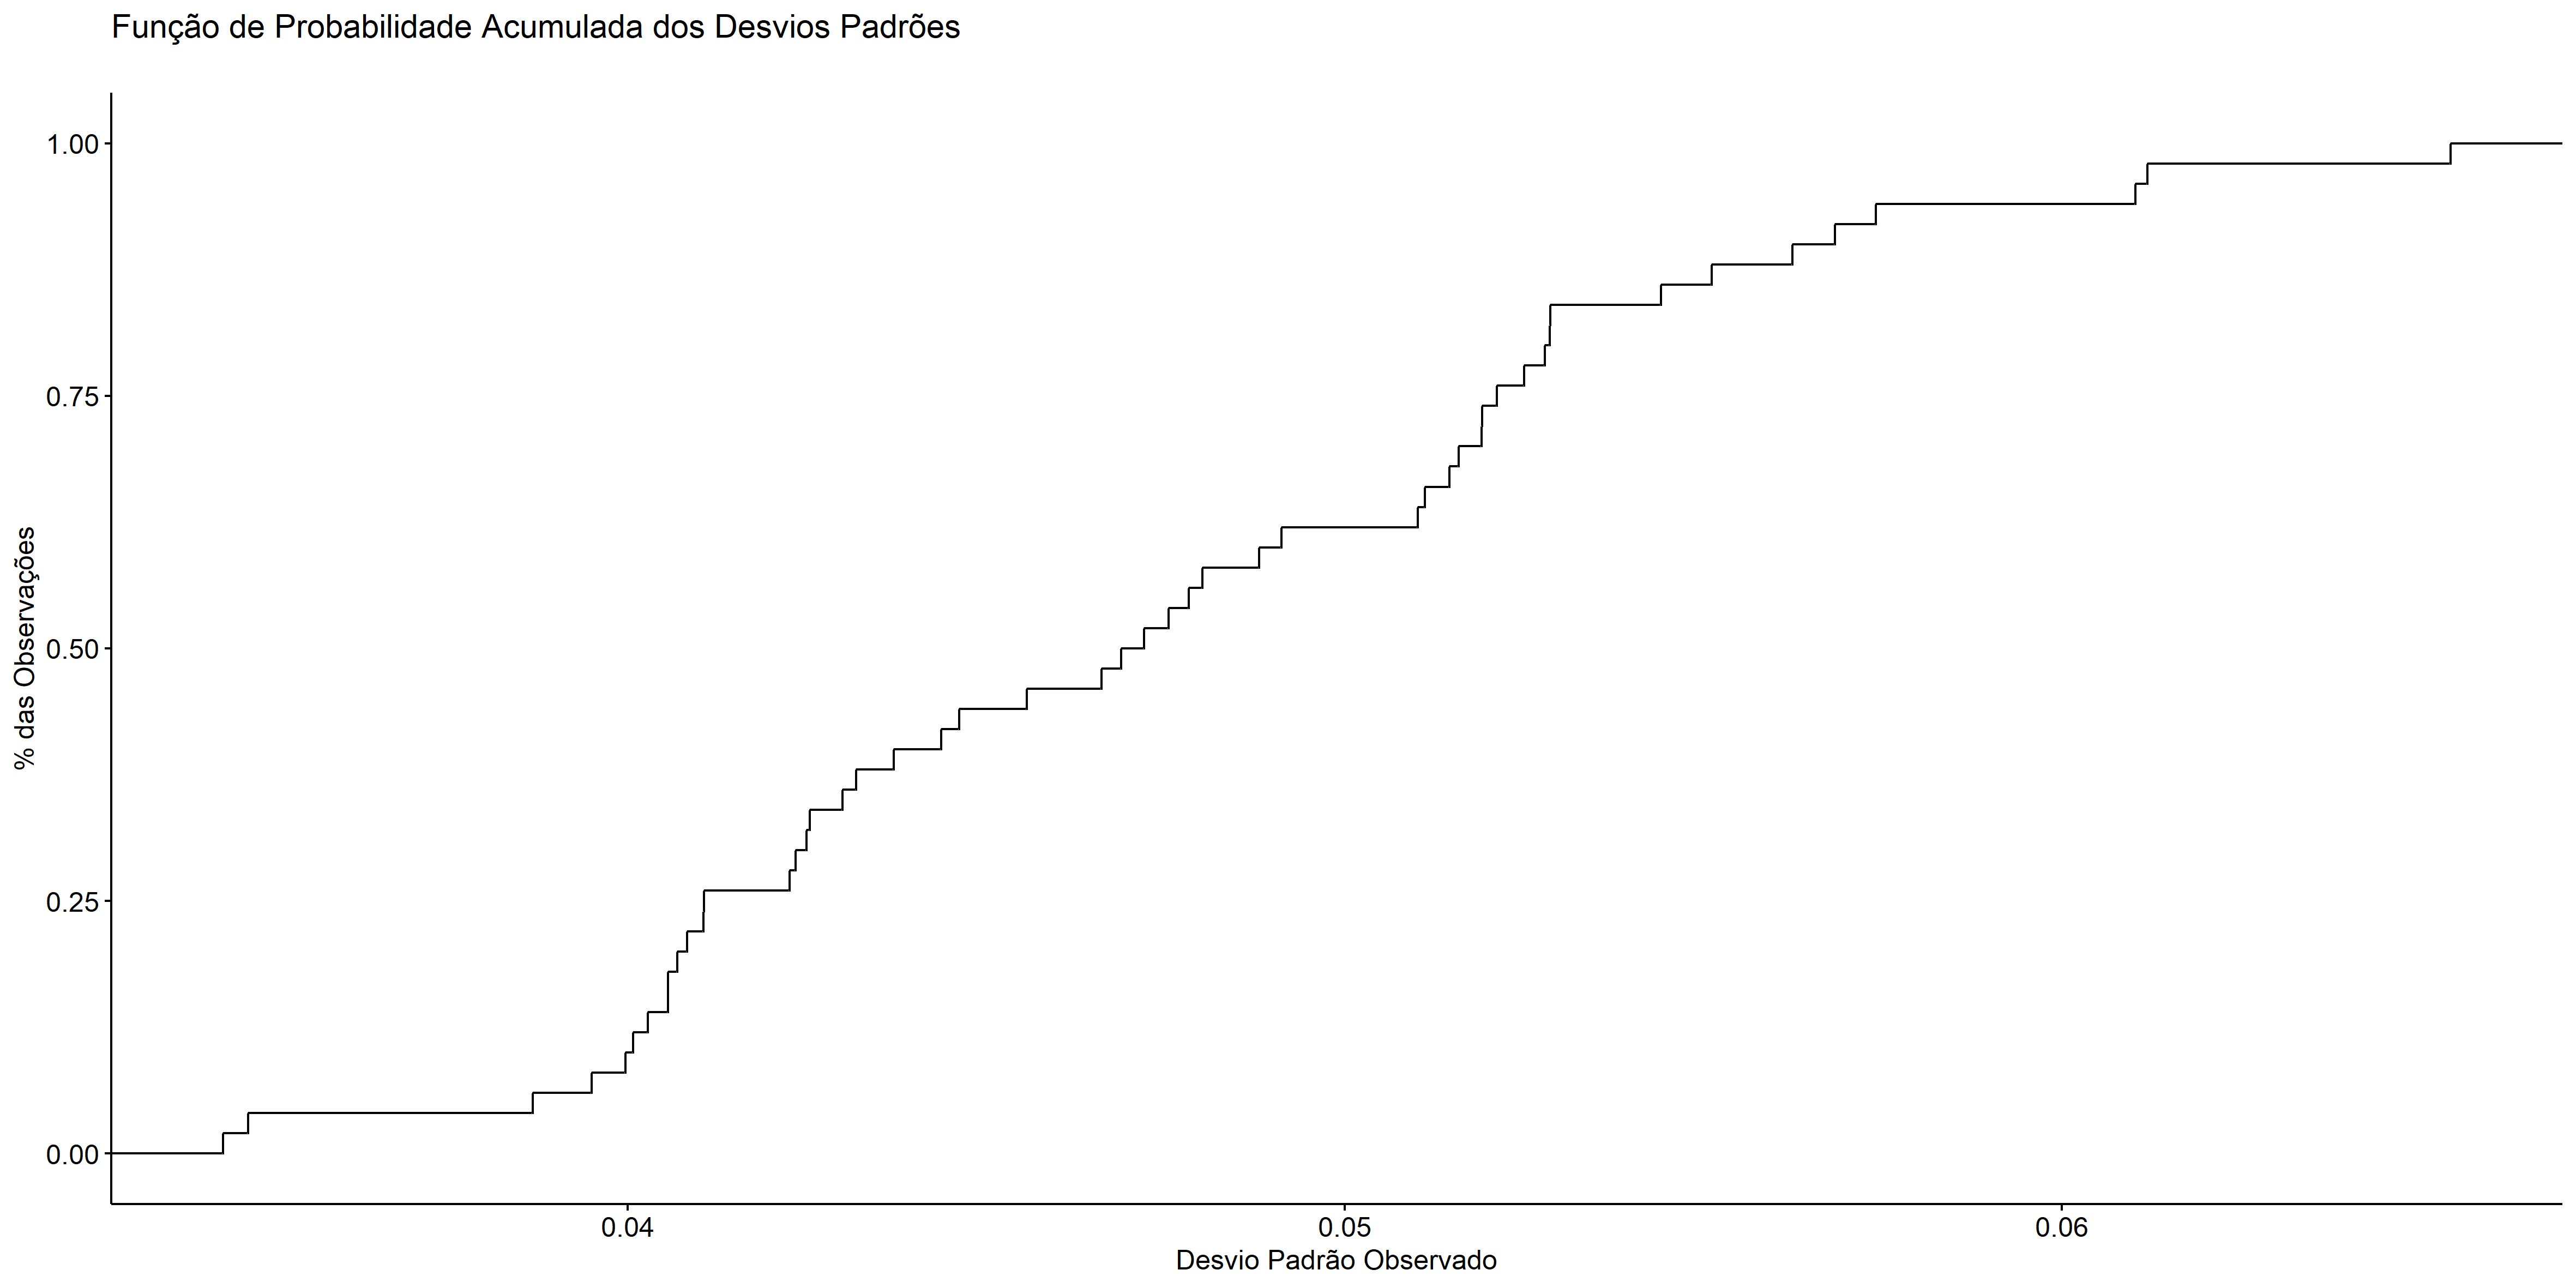 Função de Probabilidade Acumulada dos Desvios Padrões
1.00
0.75
0.50
0.25
0.00
% das Observações
0.04
0.05
0.06
Desvio Padrão Observado